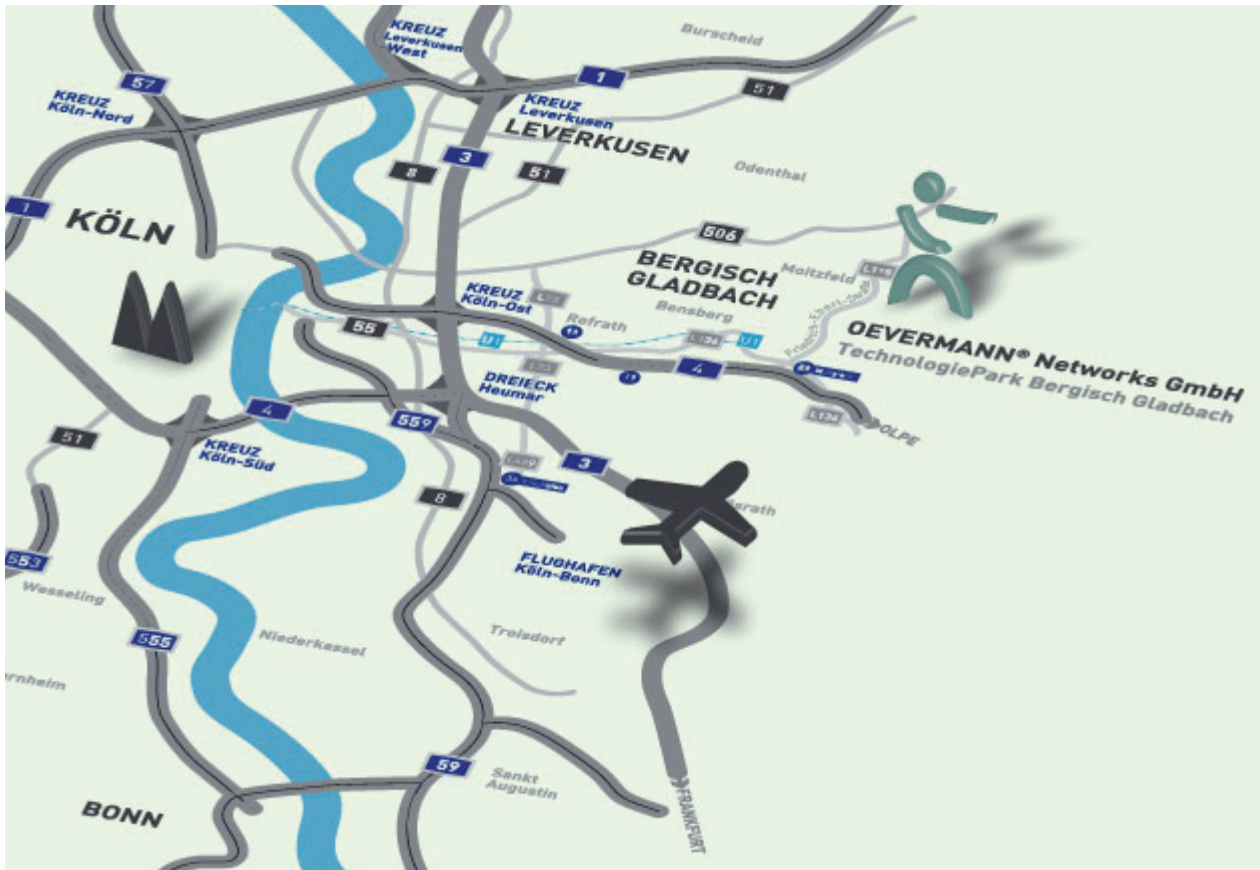 KREUZ
Leverkusen
West
Burscheid
57
1
51
KREUZ
Köln-Nord
KREUZ
Leverkusen
LEVERKUSEN
3
8
51
Odenthal
1
KÖLN
506
BERGISCH
GLADBACH
Moitzfeld
Bensberg
KREUZ
Köln-Ost
Refrath
55
U1
L136
U1
OEVERMANN® Networks GmbH
TechnologiePark Bergisch Gladbach
DREIECK
Heumar
4
4
559
L136
OLPE
51
KREUZ
Köln-Süd
3
8
FLUGHAFEN
Köln-Bonn
553
Wesseling
555
Niederkassel
Troisdorf
59
Sankt
Augustin
BONN
FRANKFURT